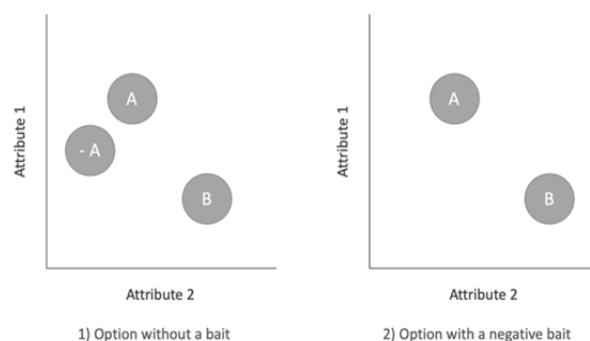 Attribute 1
A
- A
B
Attribute 2
1) Option without a bait
Attribute 1
A
B
Attribute 2
2) Option with a negative bait